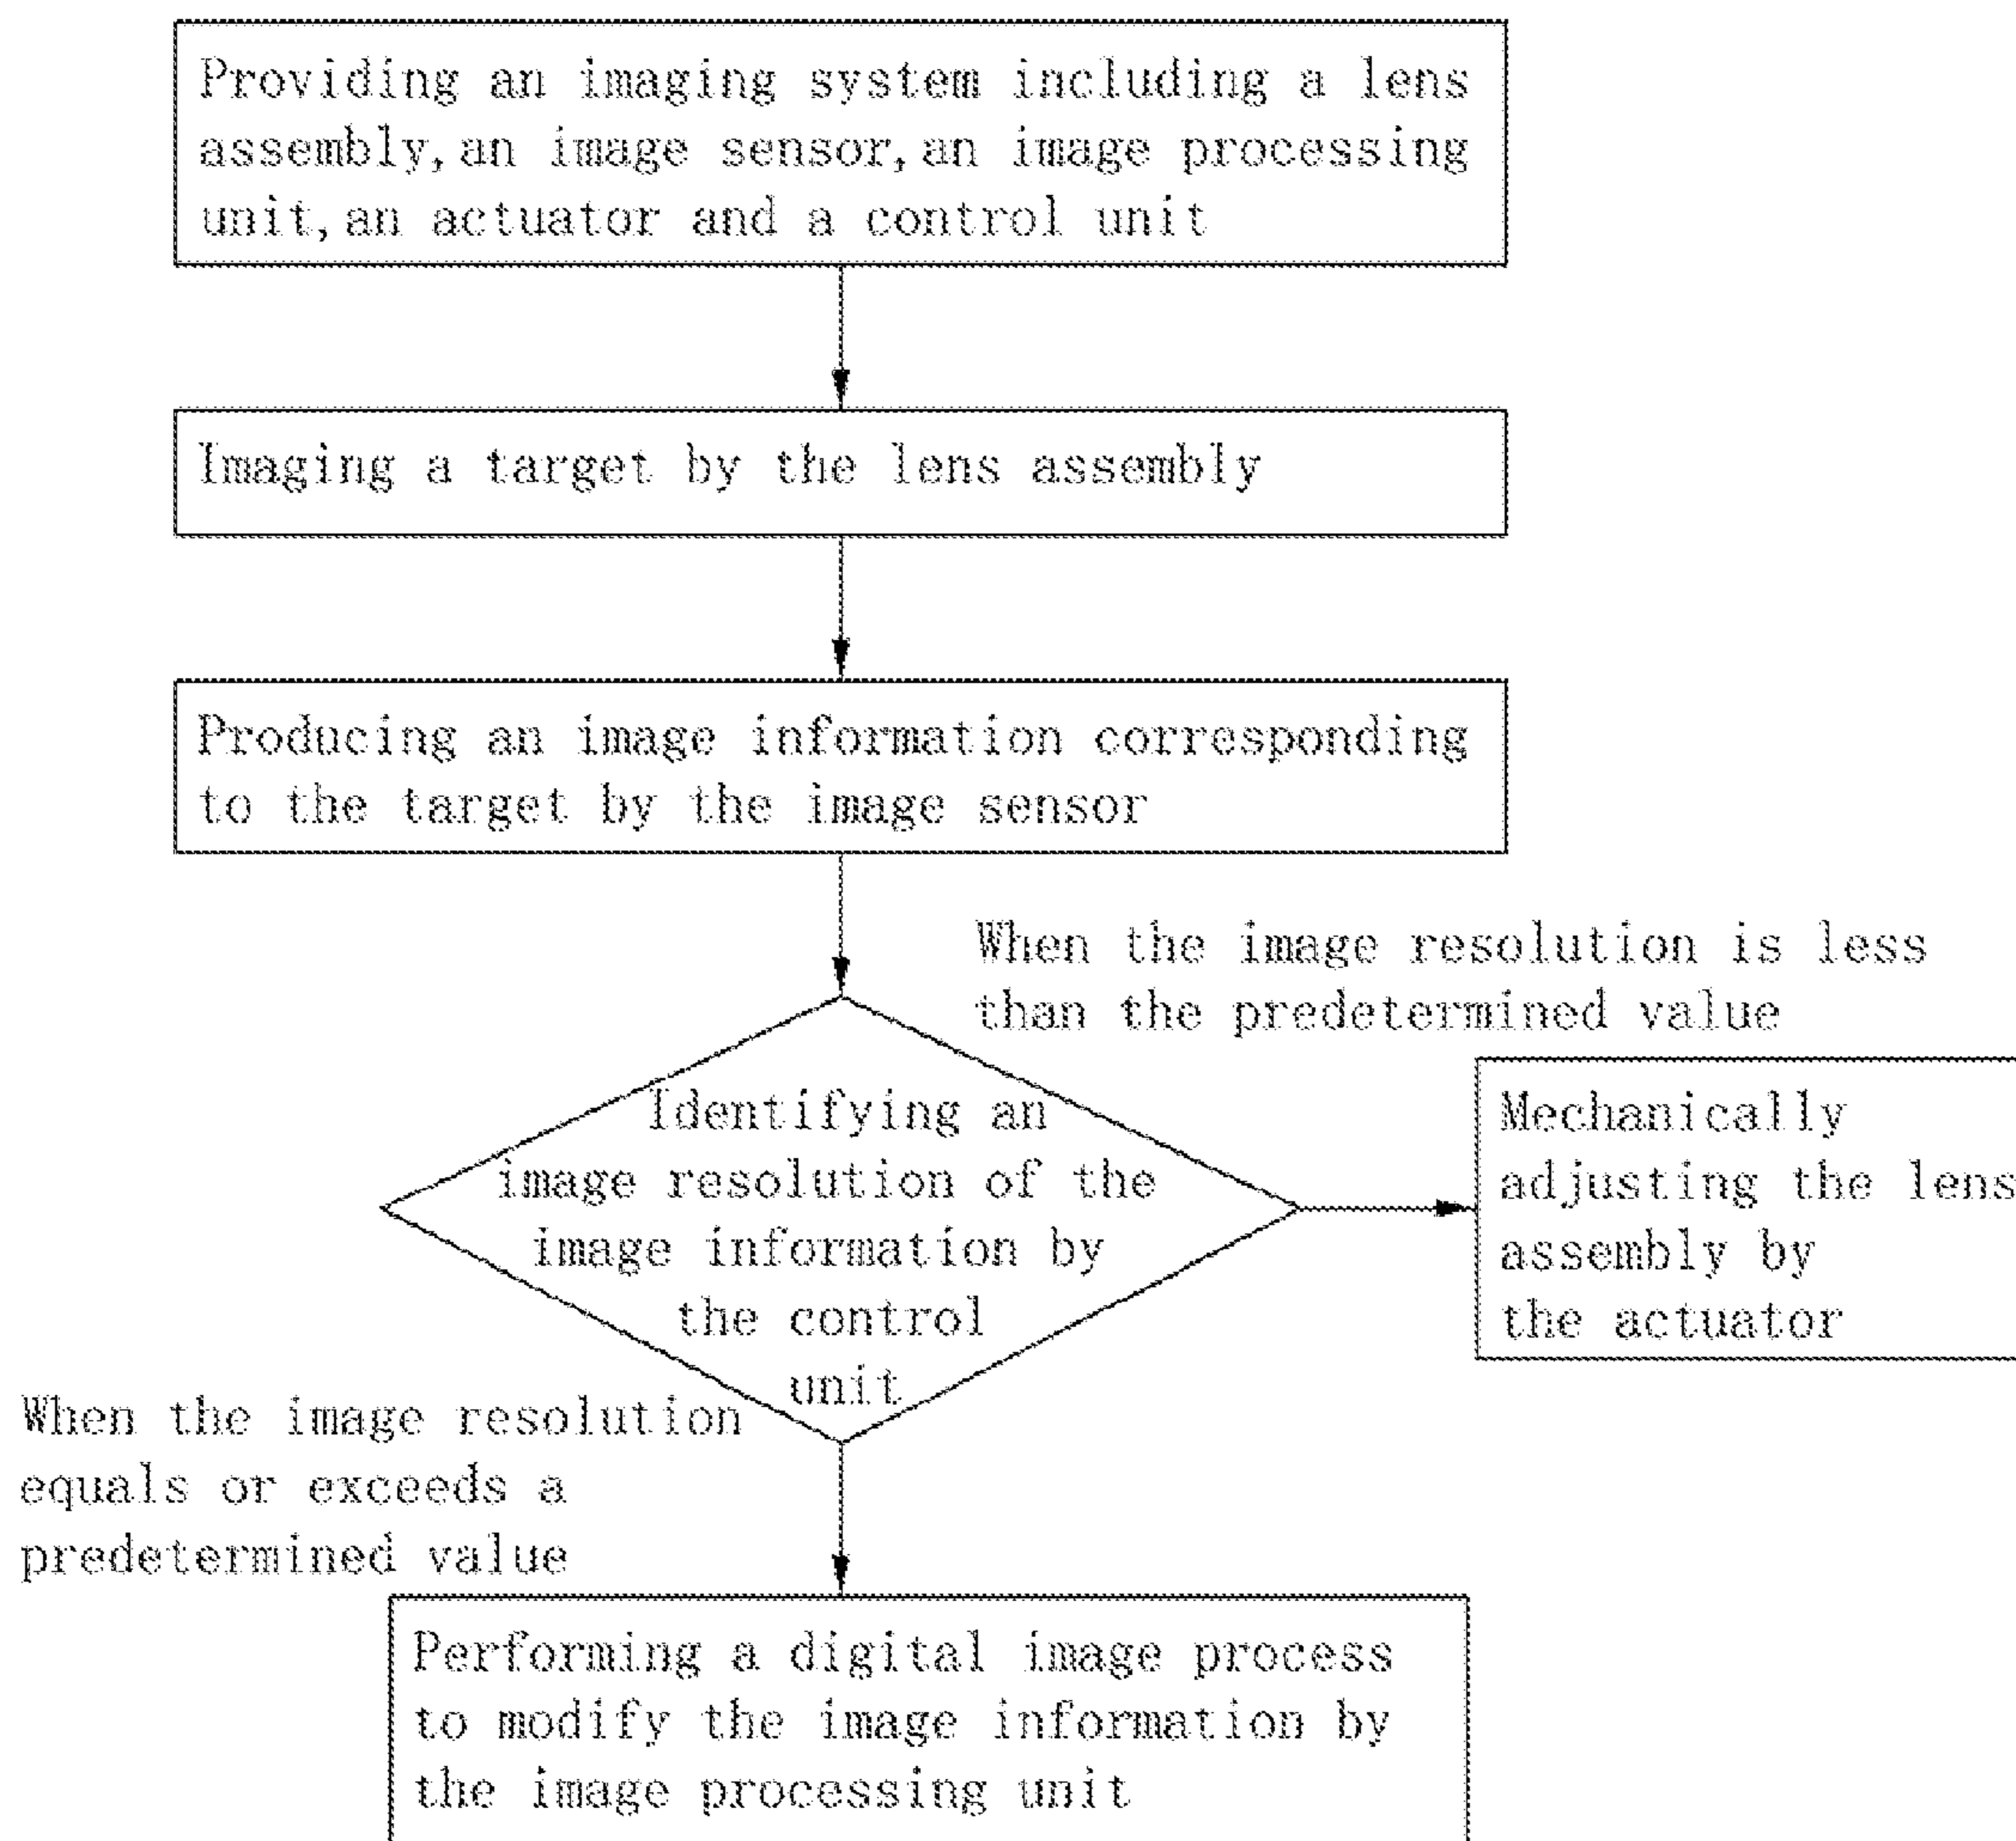 Providing an imaging system including a lens
assembly, an image sensor, an image processing
unit, an actuator and a control unit
Imaging a target by the lens assembly
Producing an image information corresponding
to the target by the image sensor
When the image resolution is less
than the predetermined value
Identifying an
image resolution of the
image information by
the control
unit
Mechanically
adjusting the lens
assembly by
the actuator
When the image resolution
equals or exceeds a
predetermined value
Performing a digital image process
to modify the image information by
the image processing unit